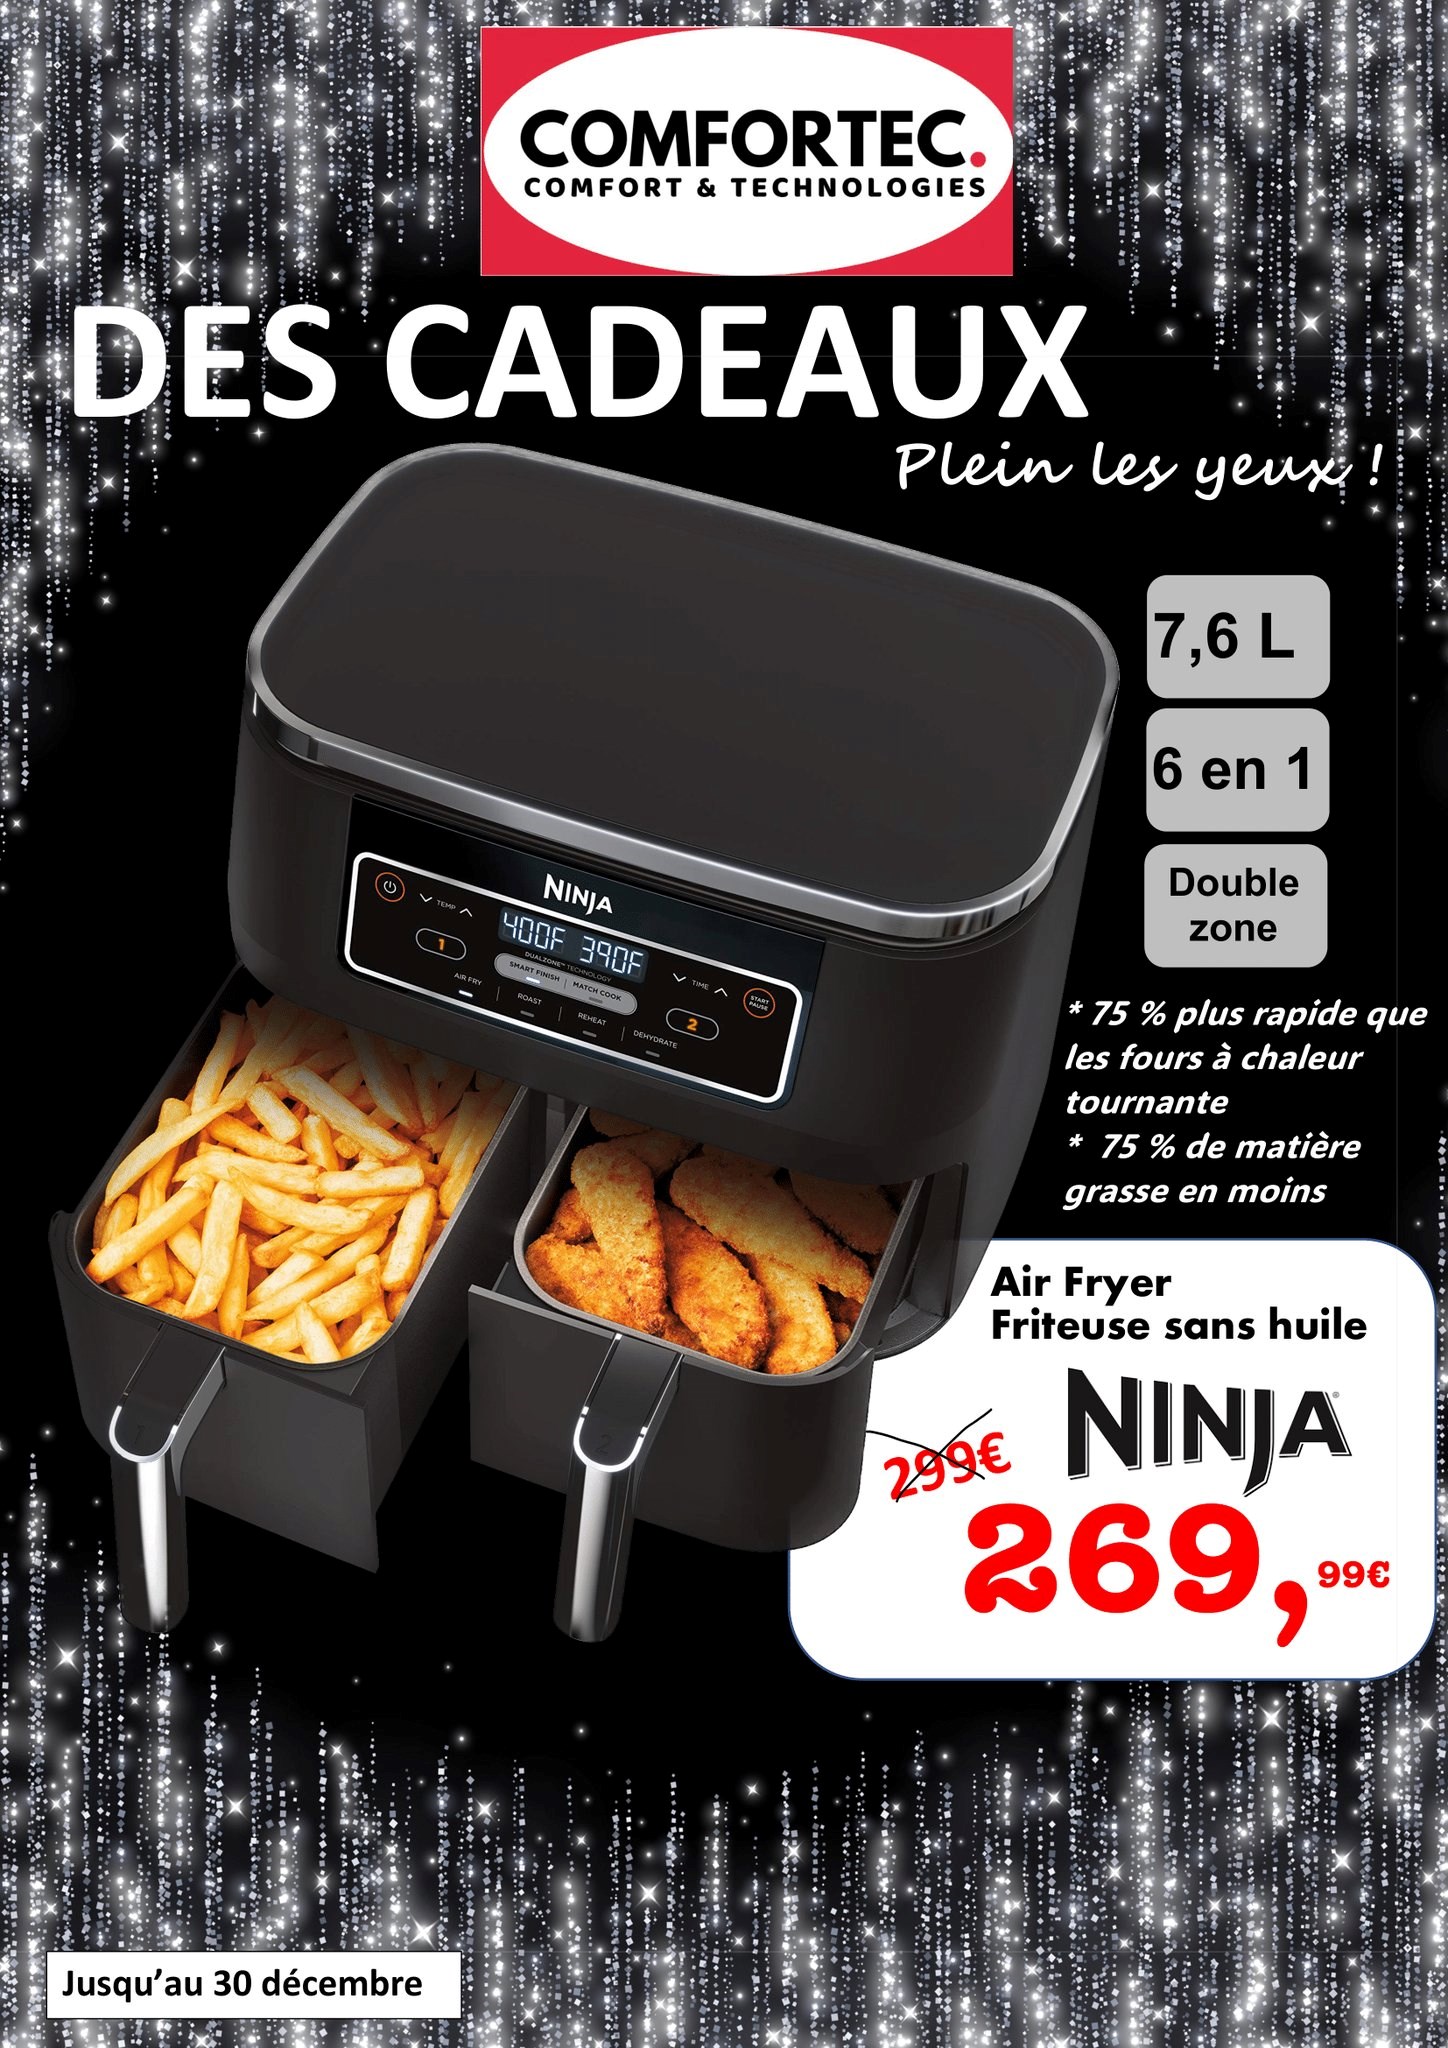 COMFORTEC.
COMFORT & TECHNOLOGIES
DES CADEAUX
Plein les yeux !
7,6 L
6 en 1
Double
zone
NINJA
TEMP
400F 390F
DUALZONE™ TECHNOLOGY
SMART FINISH
MATCH COOK
TIME
START
PAUSE
1
2
AIR FRY
ROAST
REHEAT
DEHYDRATE
* 75 % plus rapide que
les fours à chaleur
tournante
* 75 % de matière
grasse en moins
Air Fryer
Friteuse sans huile
NINJA®
299€
269,99€
1
2
Jusqu'au 30 décembre